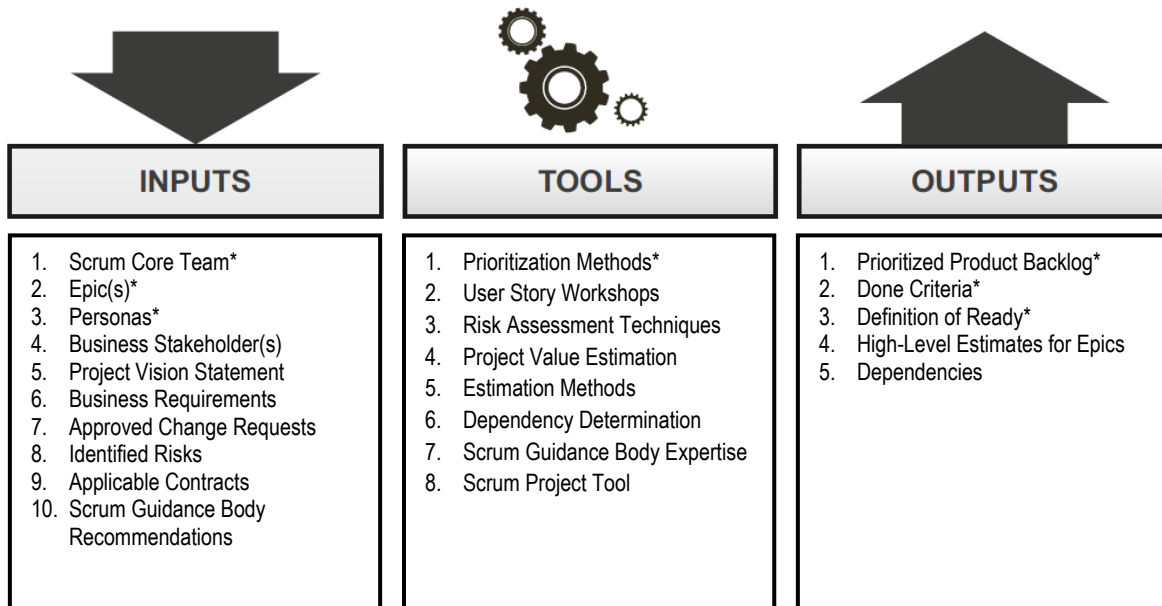 INPUTS
1. Scrum Core Team*
2. Epic(s)*
3. Personas*
4. Business Stakeholder(s)
5. Project Vision Statement
6. Business Requirements
7. Approved Change Requests
8. Identified Risks
9. Applicable Contracts
10. Scrum Guidance Body
Recommendations
TOOLS
1. Prioritization Methods*
2. User Story Workshops
3. Risk Assessment Techniques
4. Project Value Estimation
5. Estimation Methods
6. Dependency Determination
7. Scrum Guidance Body Expertise
8. Scrum Project Tool
OUTPUTS
1. Prioritized Product Backlog*
2. Done Criteria*
3. Definition of Ready*
4. High-Level Estimates for Epics
5. Dependencies